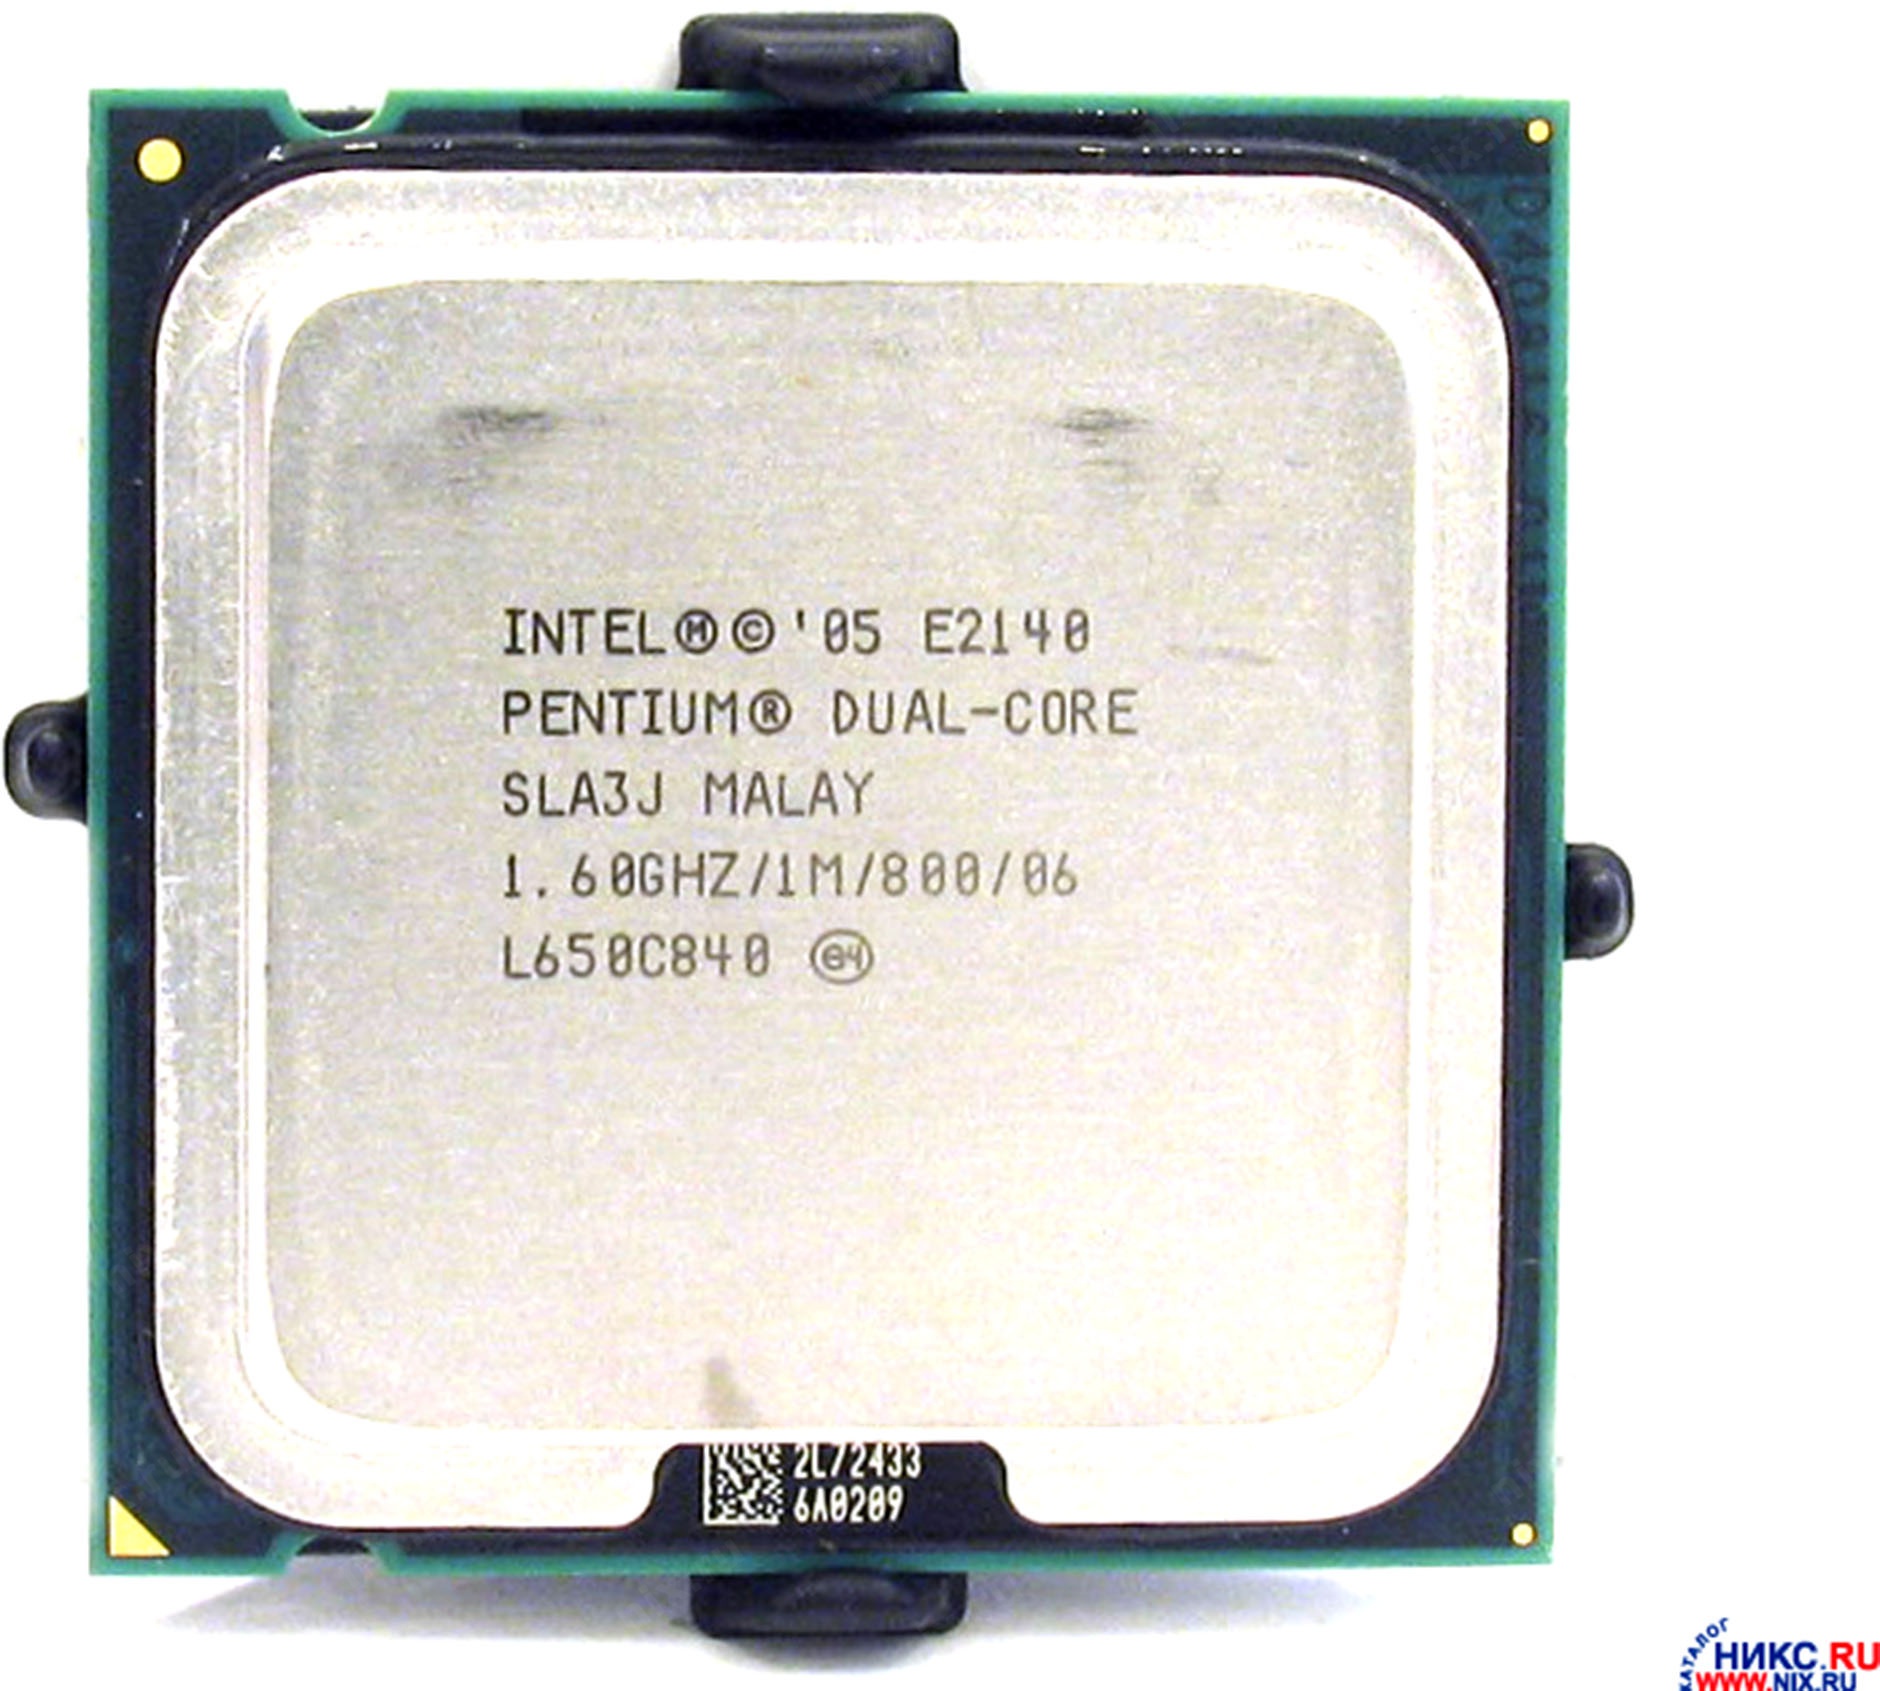 INTEL Ⓜ © '05 E2140
PENTIUM® DUAL-CORE
SLA3J MALAY
1.60GHZ/1M/800/06
L650C840 e4
2L72433
6A0209
КАТАЛОГ
НИКС.RU
WWW.NIX.RU